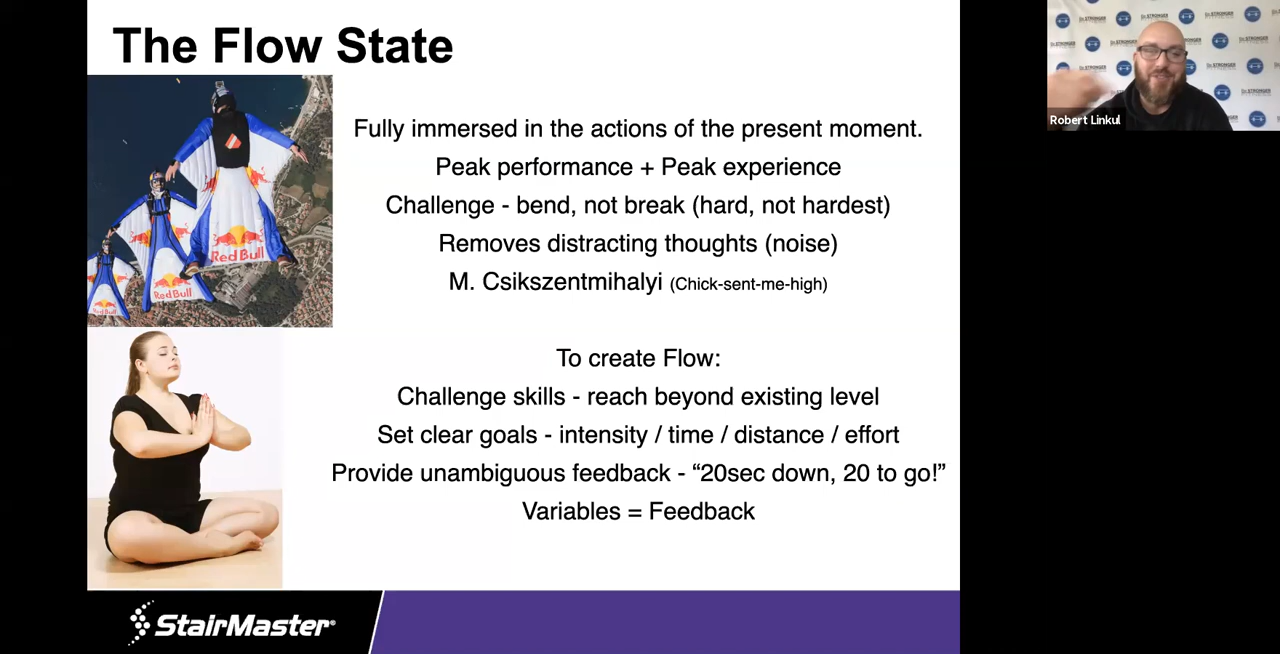 The Flow State
Fully immersed in the actions of the present moment.
Peak performance + Peak experience
Challenge - bend, not break (hard, not hardest)
Removes distracting thoughts (noise)
M. Csikszentmihalyi (Chick-sent-me-high)
To create Flow:
Challenge skills - reach beyond existing level
Set clear goals - intensity / time / distance / effort
Provide unambiguous feedback - “20sec down, 20 to go!”
Variables = Feedback
Red Bull
Red Bull
Red Bull
StairMaster
Robert Linkul